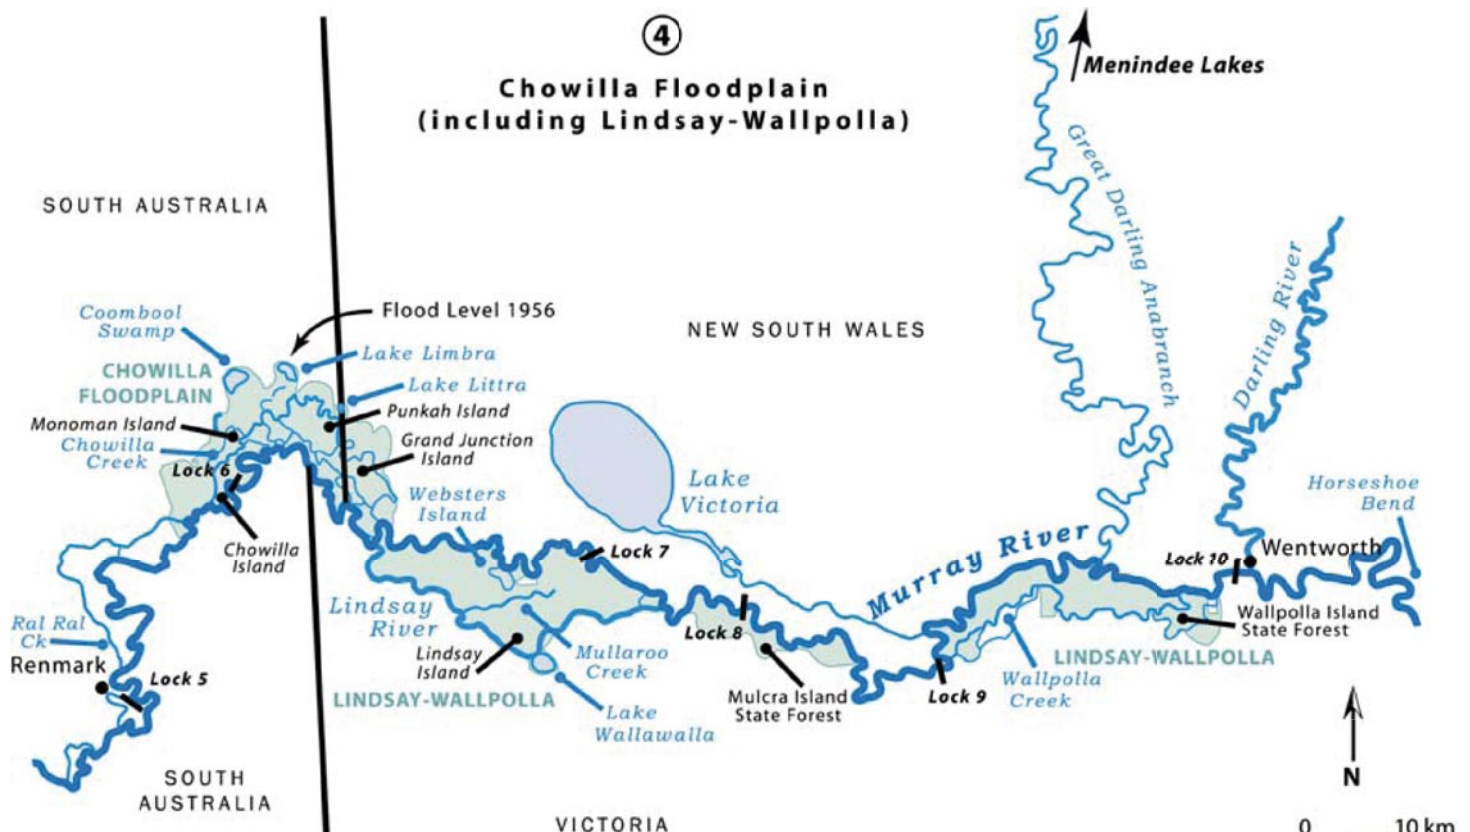 4
Chowilla Floodplain
(including Lindsay-Wallpolla)
Menindee Lakes
Great Darling Anabranch
SOUTH AUSTRALIA
Darling River
Coombool
Swamp
Flood Level 1956
NEW SOUTH WALES
Lake Limbra
CHOWILLA
FLOODPLAIN
Lake Littra
Punkah Island
Monoman Island
Chowilla
Creek
Grand Junction
Island
Lock 6
Websters
Island
Lake
Victoria
Horseshoe
Bend
Chowilla
Island
Lock 7
Murray River
Lock 10
Wentworth
Lindsay
River
Ral Ral
Ck
Renmark
Lock 5
Lindsay
Island
Mullaroo
Creek
LINDSAY-WALLPOLLA
Lake
Wallawalla
Lock 8
Mulcra Island
State Forest
Lock 9
Wallpolla
Creek
Wallpolla Island
State Forest
LINDSAY-WALLPOLLA
N
SOUTH
AUSTRALIA
VICTORIA
0 10 km